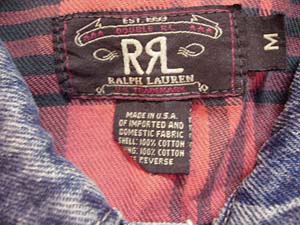 EST. 1993
DOUBLE RL
RRL
RALPH LAUREN
U.S. TRADEMARK
M
MADE IN U.S.A.
OF IMPORTED AND
DOMESTIC FABRIC
SHELL: 100% COTTON
100% COTTON
REVERSE